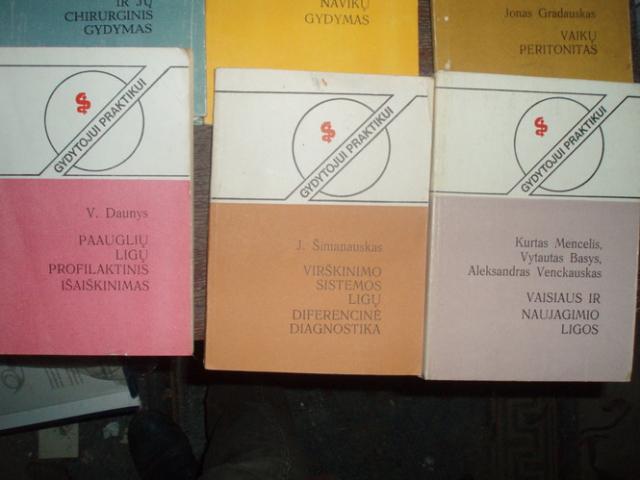 IR JŲ
CHIRURGINIS
GYDYMAS
NAVIKŲ
GYDYMAS
Jonas Gradauskas
VAIKŲ
PERITONITAS
GYDYTOJUI PRAKTIKUI
V. Daunys
PAAUGLIŲ
LIGŲ
PROFILAKTINIS
IŠAIŠKINIMAS
GYDYTOJUI PRAKTIKUI
J. Šimanauskas
VIRŠKINIMO
SISTEMOS
LIGŲ
DIFERENCINĖ
DIAGNOSTIKA
GYDYTOJUI PRAKTIKUI
Kurtas Mencelis,
Vytautas Basys,
Aleksandras Venckauskas
VAISIAUS IR
NAUJAGIMIO
LIGOS